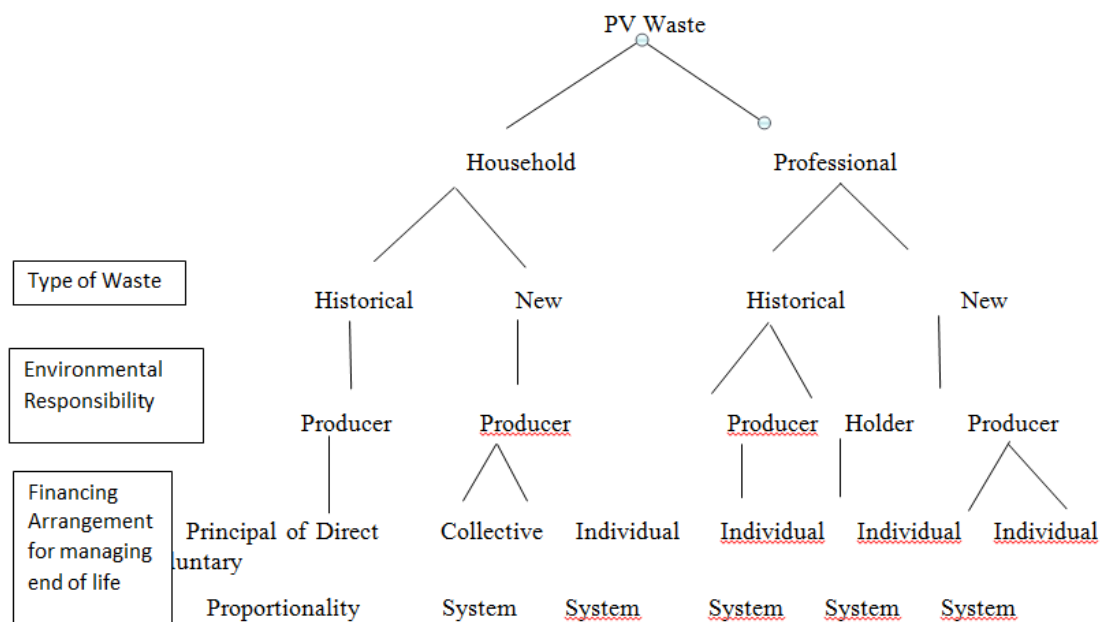 PV Waste
Household Professional
Type of Waste
Historical New Historical New
Environmental
Responsibility
Producer Producer Producer Holder Producer
Financing
Arrangement
for managing
end of life
Principal of Direct Collective Individual Individual Individual Individual
luntary
Proportionality System System System System System